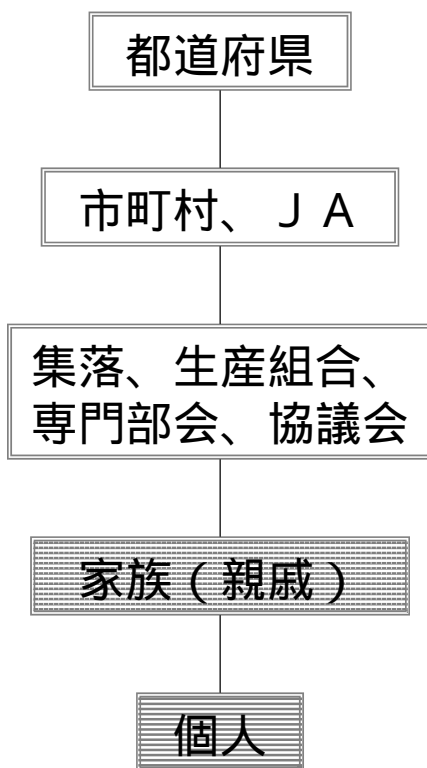 都道府県
市町村、ＪＡ
集落、生産組合、
専門部会、協議会
家族（親戚）
個人